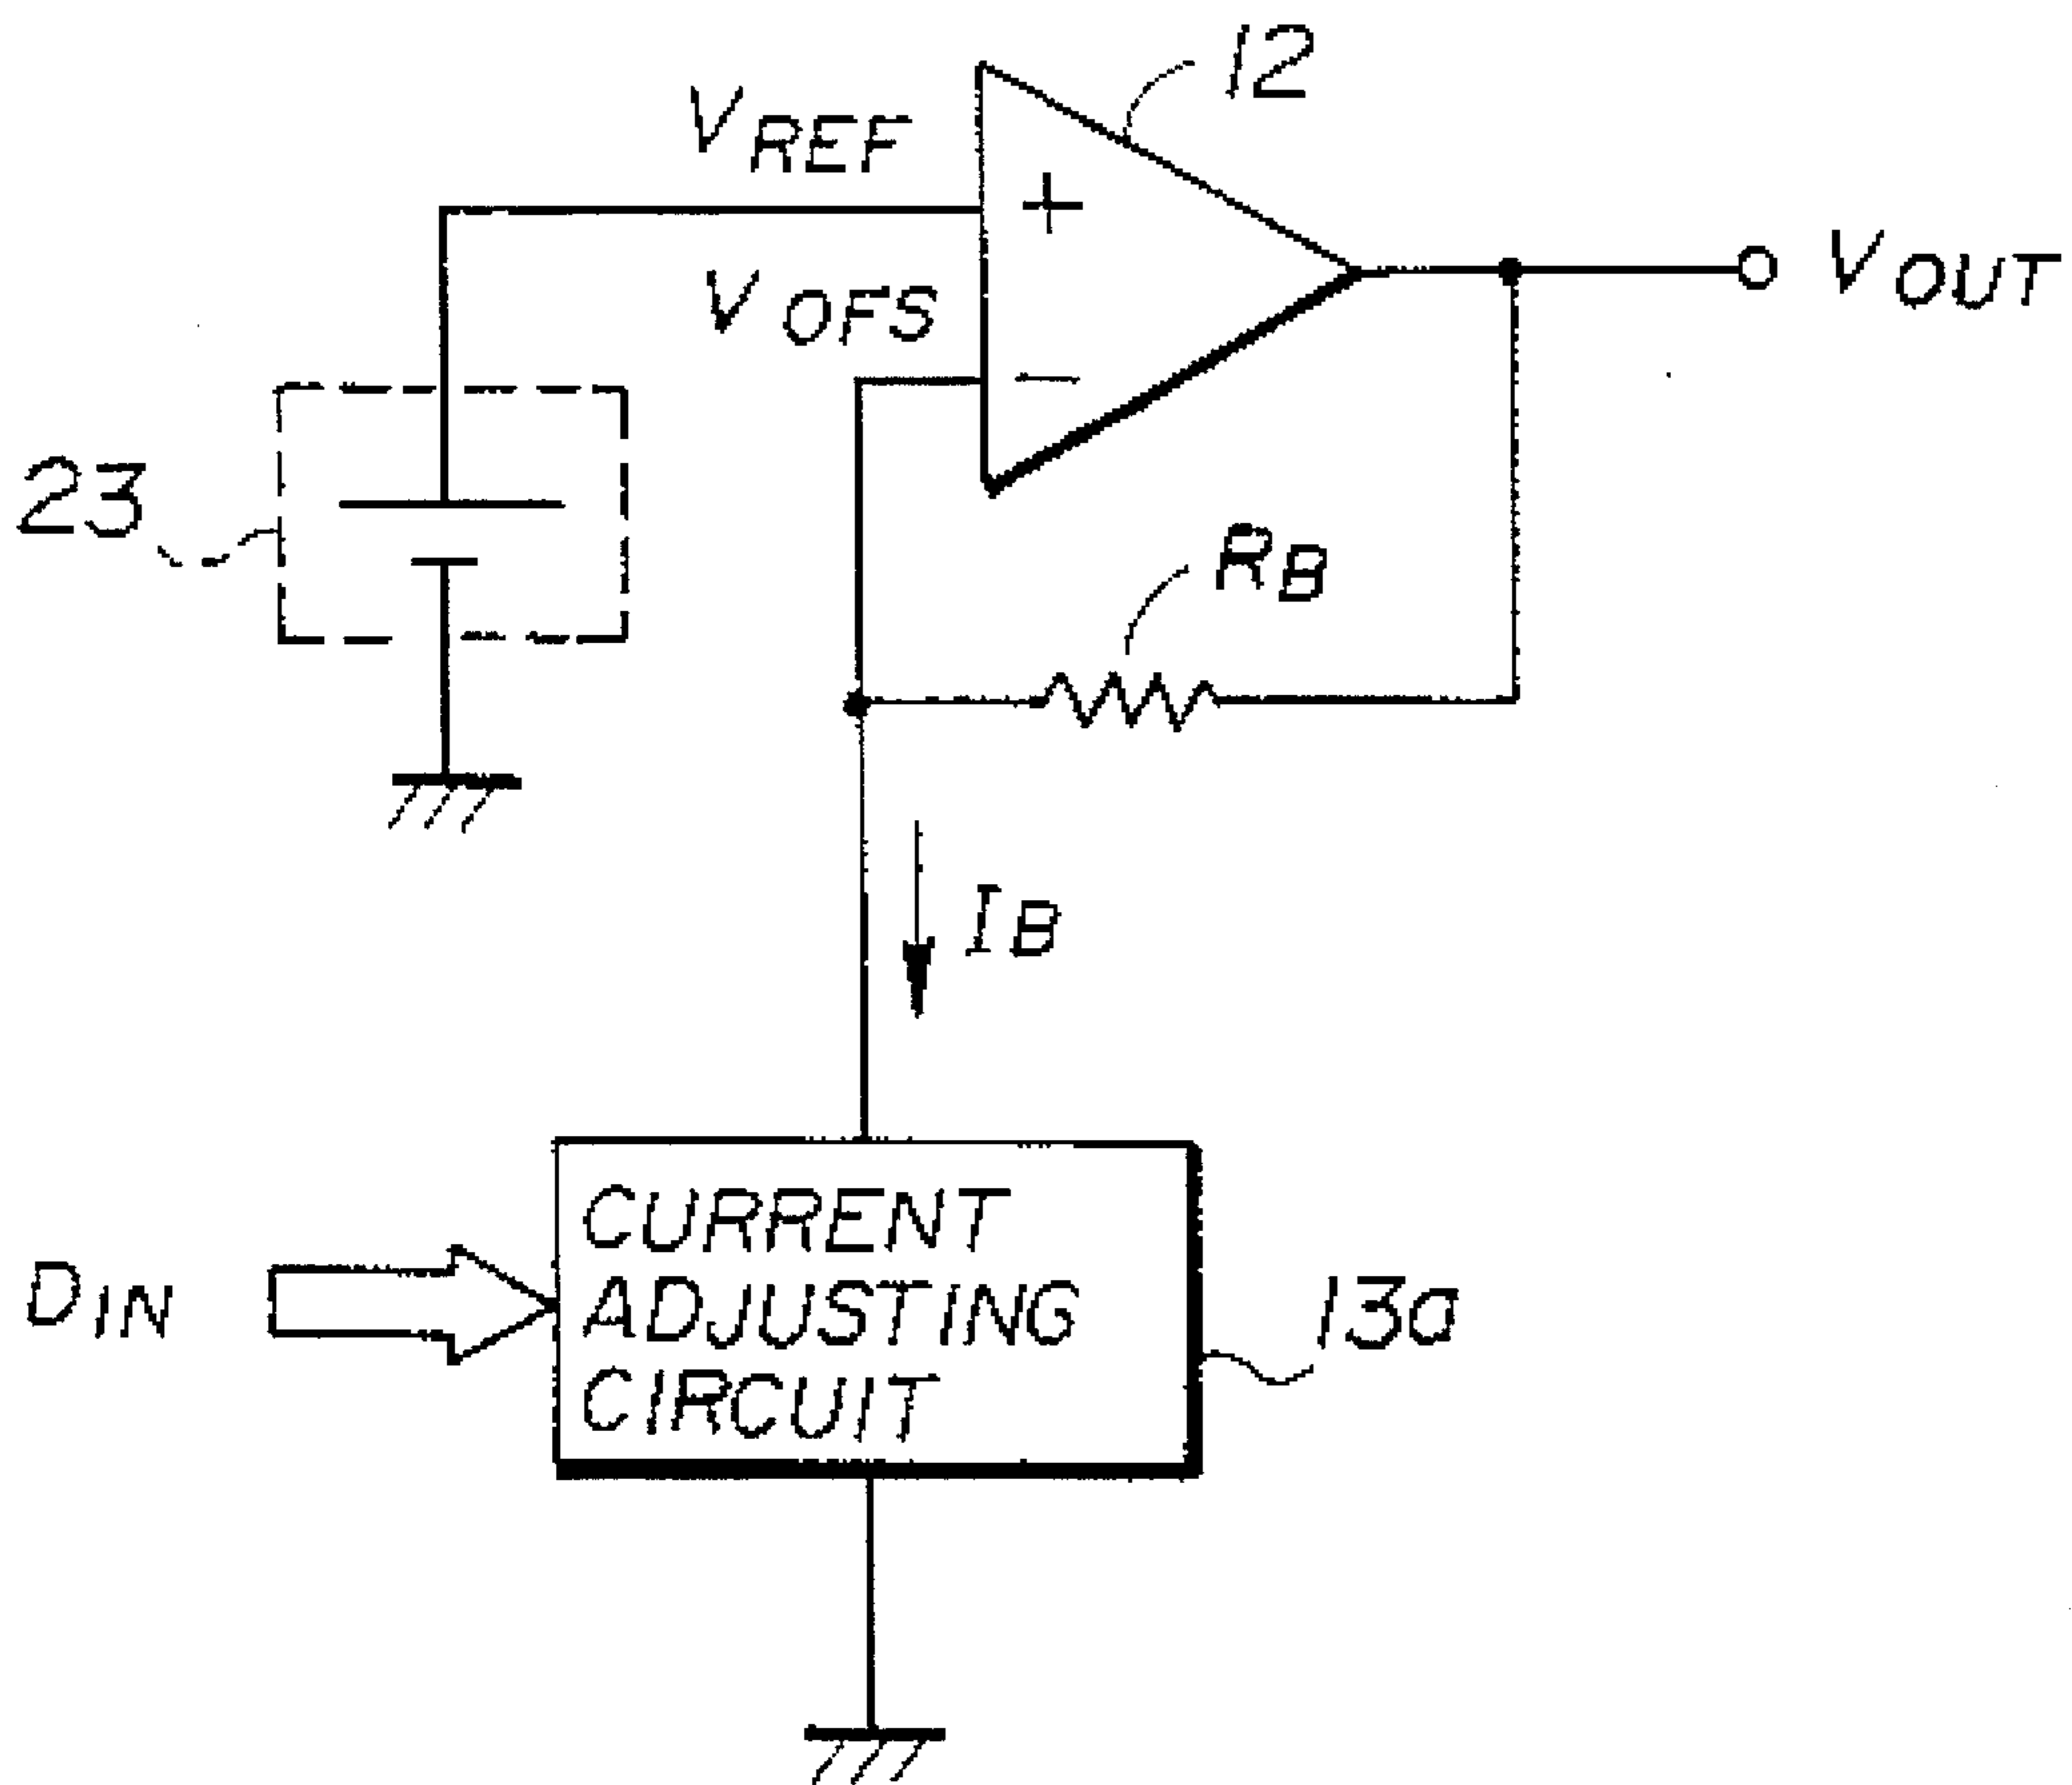 12
VREF
+
VOFS
VOUT
−
23
RB
IB
CURRENT
ADJUSTING
CIRCUIT
DIN
13a